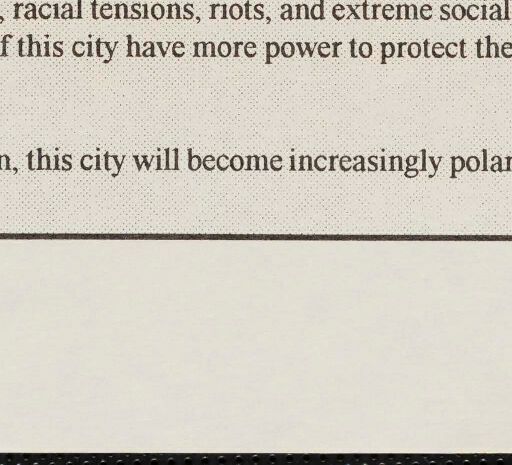 , racial tensions, riots, and extreme social
f this city have more power to protect the
n, this city will become increasingly polar